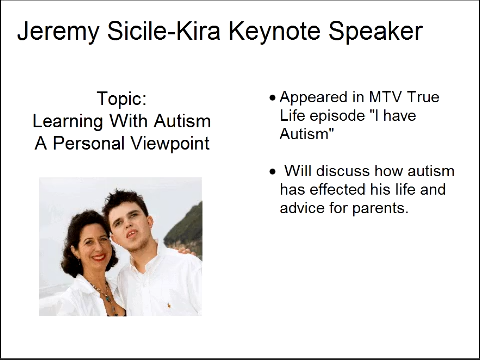 Jeremy Sicile-Kira Keynote Speaker
Topic:
Learning With Autism
A Personal Viewpoint
• Appeared in MTV True
Life episode "I have
Autism"
• Will discuss how autism
has effected his life and
advice for parents.